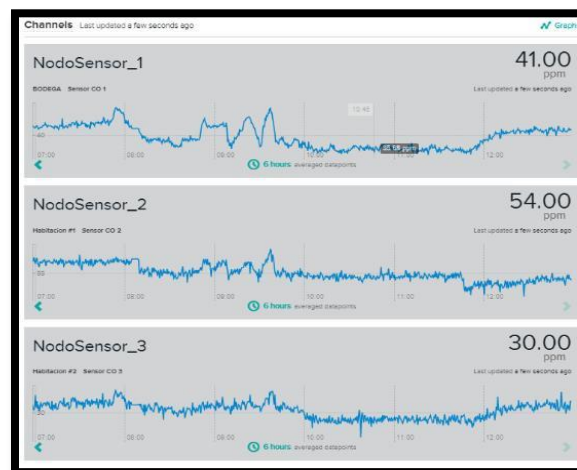 Channels Last updated a few seconds ago Graph
NodoSensor_1 41.00
ppm
BODEGA Sensor CO 1 Last updated a few seconds ago
40
07:00 08:00 09:00 10:00 11:00 12:00
6 hours averaged datapoints
NodoSensor_2 54.00
ppm
Habitacion #1 Sensor CO 2 Last updated a few seconds ago
07:00 08:00 09:00 10:00 11:00 12:00
6 hours averaged datapoints
NodoSensor_3 30.00
ppm
Habitacion #2 Sensor CO 3 Last updated a few seconds ago
07:00 08:00 09:00 10:00 11:00 12:00
6 hours averaged datapoints